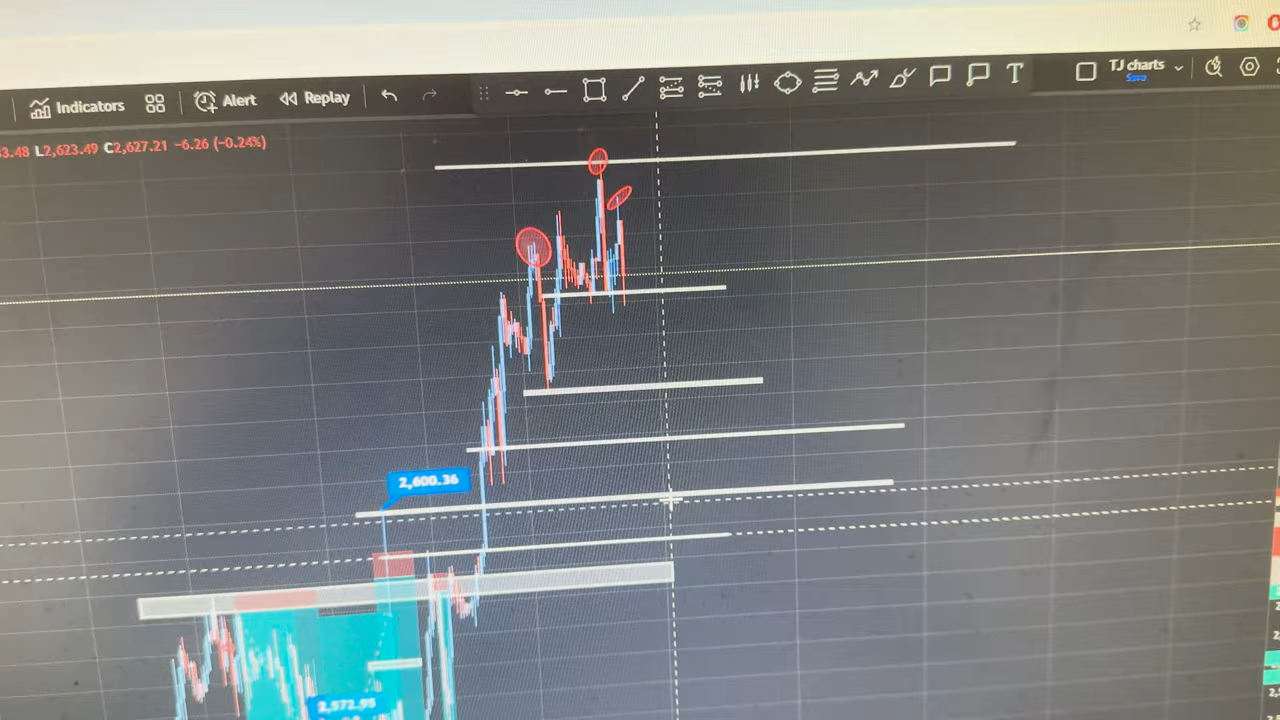 TJ charts
Save
Indicators
Alert
Replay
T
3.48 L2,623.49 C2,627.21 −6.26 (−0.24%)
2,600.36
2,572.95